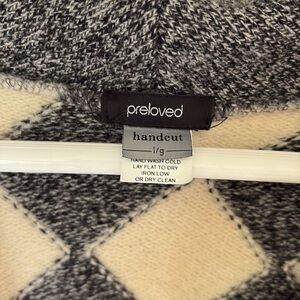 preloved
handcut
l/g
HAND WASH COLD
LAY FLAT TO DRY
IRON LOW
OR DRY CLEAN